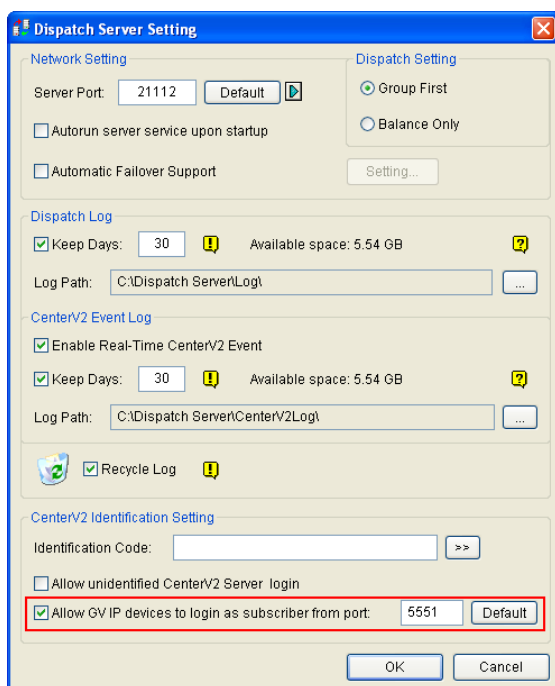 Dispatch Server Setting
Network Setting
Server Port: 21112 Default
Autorun server service upon startup
Automatic Failover Support
Dispatch Setting
Group First
Balance Only
Setting...
Dispatch Log
Keep Days: 30 ! Available space: 5.54 GB ?
Log Path: C:\Dispatch Server\Log\ ...
CenterV2 Event Log
Enable Real-Time CenterV2 Event
Keep Days: 30 ! Available space: 5.54 GB ?
Log Path: C:\Dispatch Server\CenterV2Log\ ...
Recycle Log !
CenterV2 Identification Setting
Identification Code: >>
Allow unidentified CenterV2 Server login
Allow GV IP devices to login as subscriber from port: 5551 Default
OK Cancel